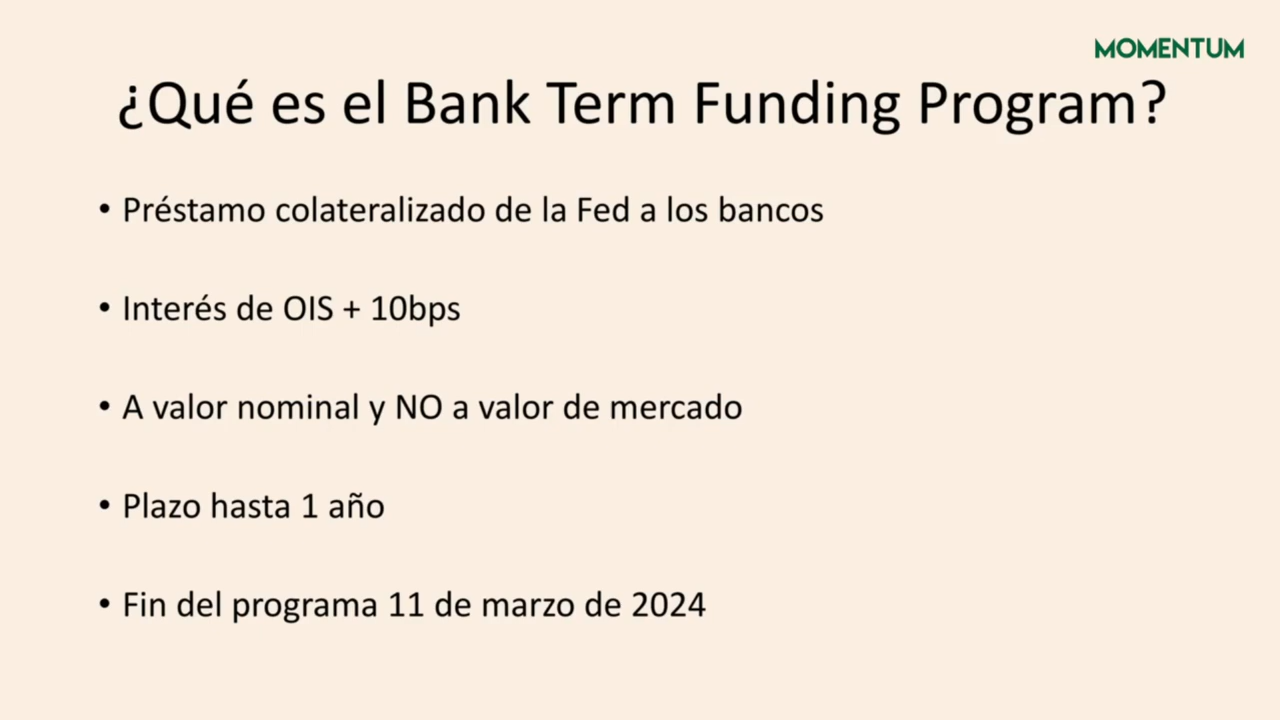 MOMENTUM
¿Qué es el Bank Term Funding Program?
• Préstamo colateralizado de la Fed a los bancos
• Interés de OIS + 10bps
• A valor nominal y NO a valor de mercado
• Plazo hasta 1 año
• Fin del programa 11 de marzo de 2024